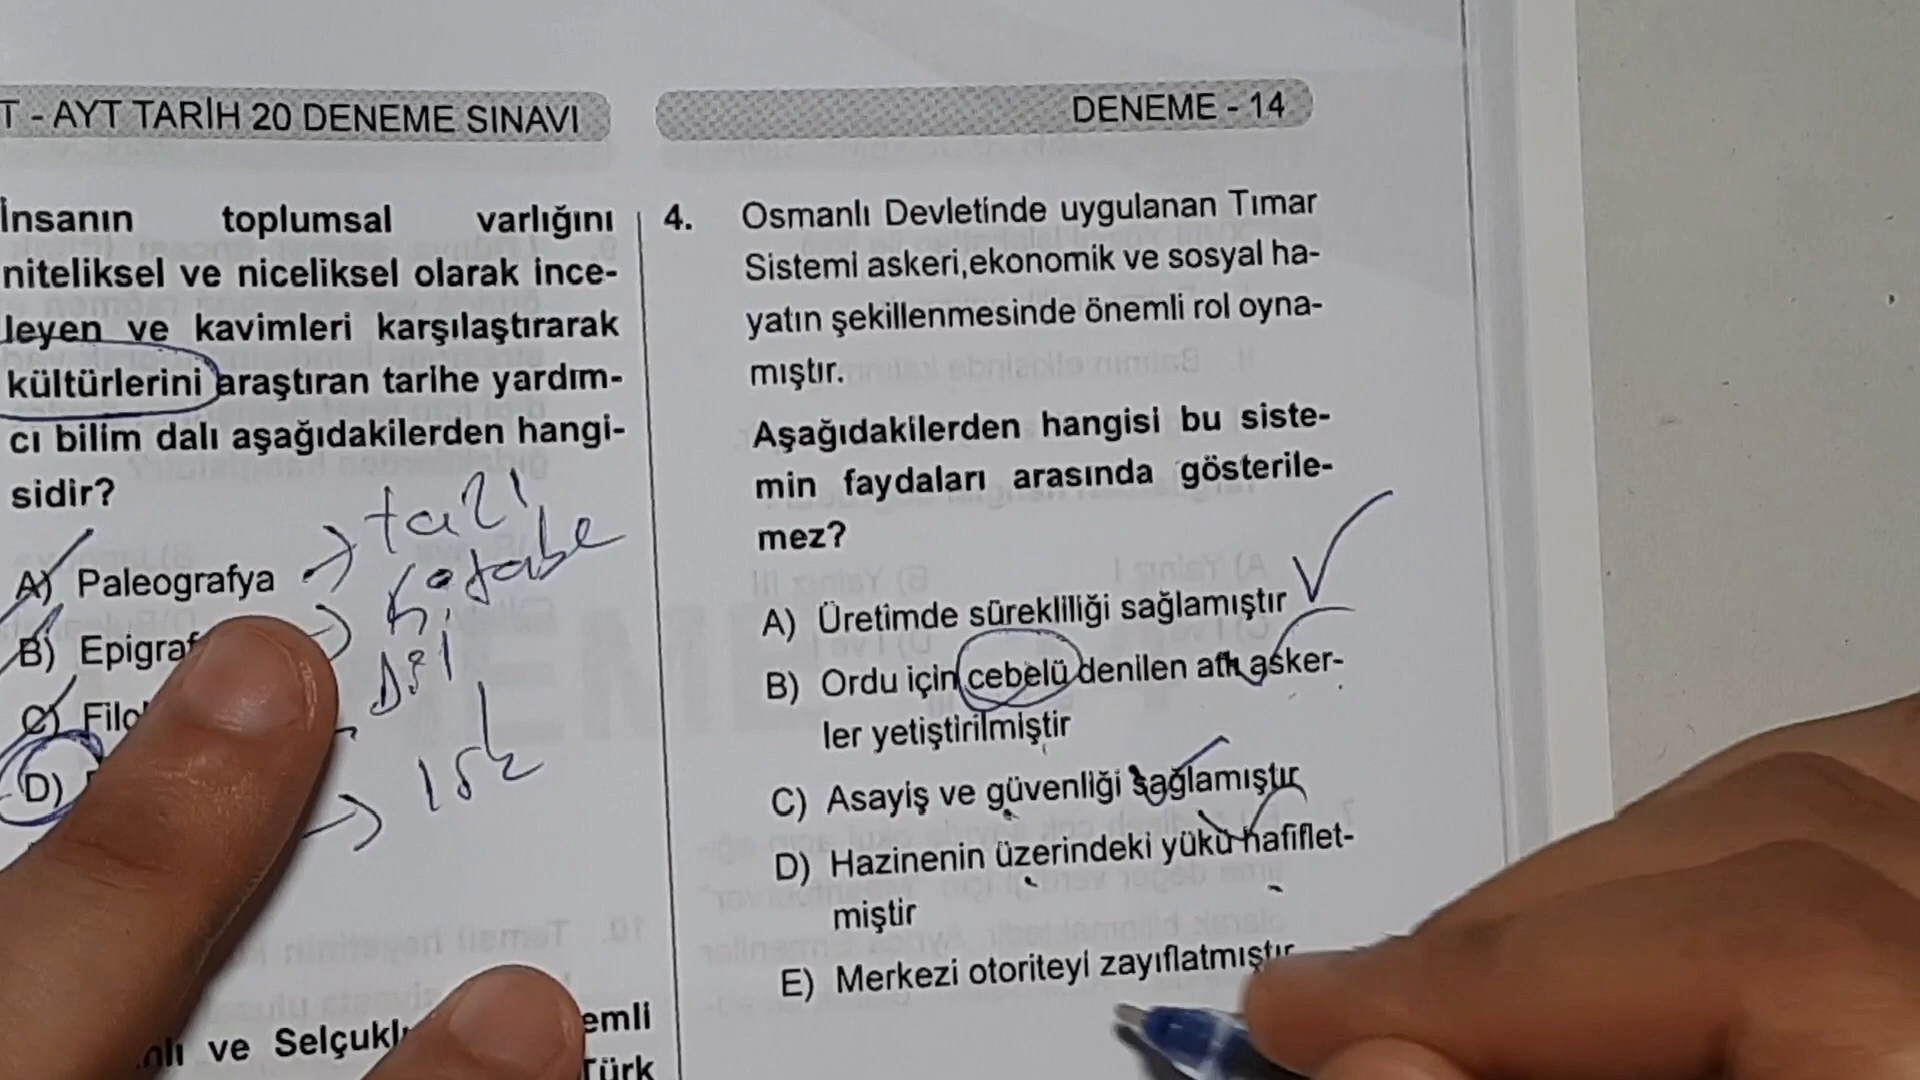 T - AYT TARİH 20 DENEME SINAVI
DENEME - 14
İnsanın toplumsal varlığını
niteliksel ve niceliksel olarak ince-
leyen ve kavimleri karşılaştırarak
kültürlerini araştıran tarihe yardım-
cı bilim dalı aşağıdakilerden hangi-
sidir?
A) Paleografya
B) Epigraf
C) Filo
D)
kitabe
Dil
ve Selçuklu emli
Türk
4. Osmanlı Devletinde uygulanan Tımar
Sistemi askeri,ekonomik ve sosyal ha-
yatın şekillenmesinde önemli rol oyna-
mıştır.
Aşağıdakilerden hangisi bu siste-
min faydaları arasında gösterile-
mez?
A) Üretimde sürekliliği sağlamıştır
B) Ordu için cebelü denilen atlı asker-
ler yetiştirilmiştir
C) Asayiş ve güvenliği sağlamıştır
D) Hazinenin üzerindeki yükü hafiflet-
miştir
E) Merkezi otoriteyi zayıflatmıştır